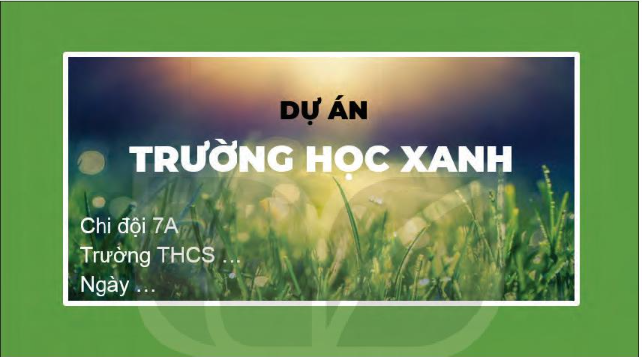 DỰ ÁN
TRƯỜNG HỌC XANH
Chi đội 7A
Trường THCS ...
Ngày ...